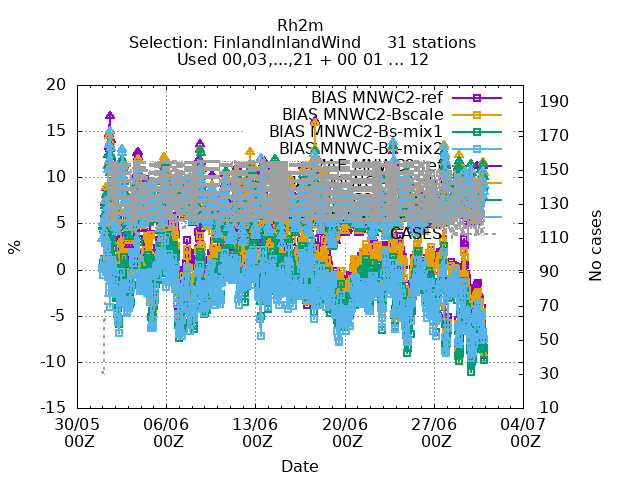 Rh2m
Selection: FinlandInlandWind 31 stations
Used 00,03,...,21 + 00 01 ... 12
20
15
10
5
0
-5
-10
-15
%
190
170
150
130
110
90
70
50
30
10
No cases
BIAS MNWC2-ref
BIAS MNWC2-Bscale
BIAS MNWC2-Bs-mix1
BIAS MNWC-Bs-mix2
CASES
30/05 06/06 13/06 20/06 27/06 04/07
00Z 00Z 00Z 00Z 00Z 00Z
Date